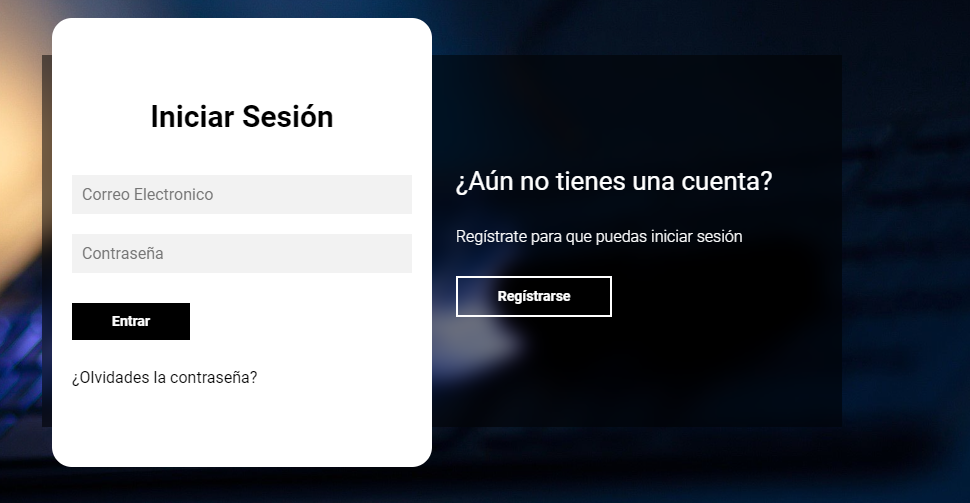 Iniciar Sesión
Correo Electronico
Contraseña
Entrar
¿Olvidades la contraseña?
¿Aún no tienes una cuenta?
Regístrate para que puedas iniciar sesión
Regístrarse